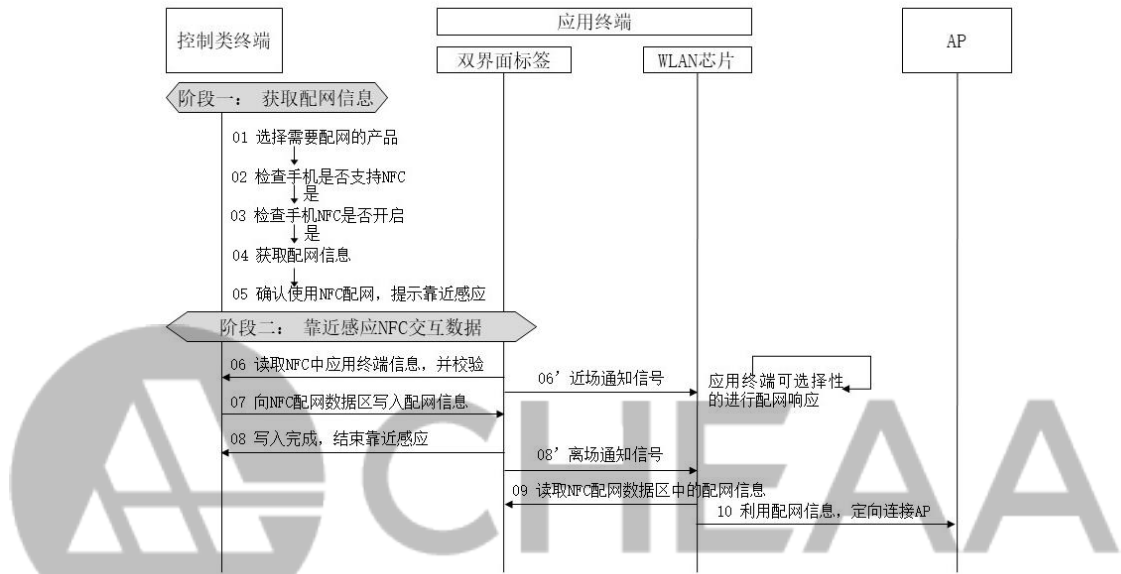 控制类终端
应用终端
双界面标签
WLAN芯片
AP
阶段一： 获取配网信息
01 选择需要配网的产品
02 检查手机是否支持NFC
是
03 检查手机NFC是否开启
是
04 获取配网信息
05 确认使用NFC配网，提示靠近感应
阶段二： 靠近感应NFC交互数据
06 读取NFC中应用终端信息，并校验
06’ 近场通知信号
应用终端可选择性
的进行配网响应
07 向NFC配网数据区写入配网信息
08 写入完成，结束靠近感应
08’ 离场通知信号
09 读取NFC配网数据区中的配网信息
10 利用配网信息，定向连接AP
CHEAA